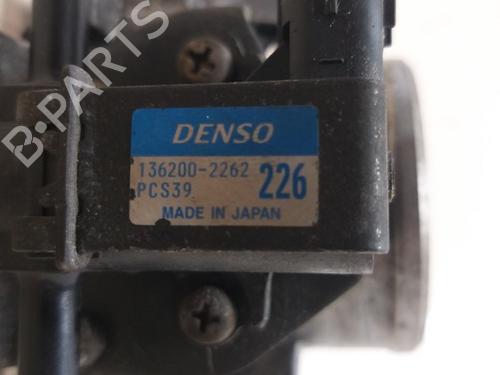 B-PARTS
DENSO
136200-2262
PCS39 226
MADE IN JAPAN